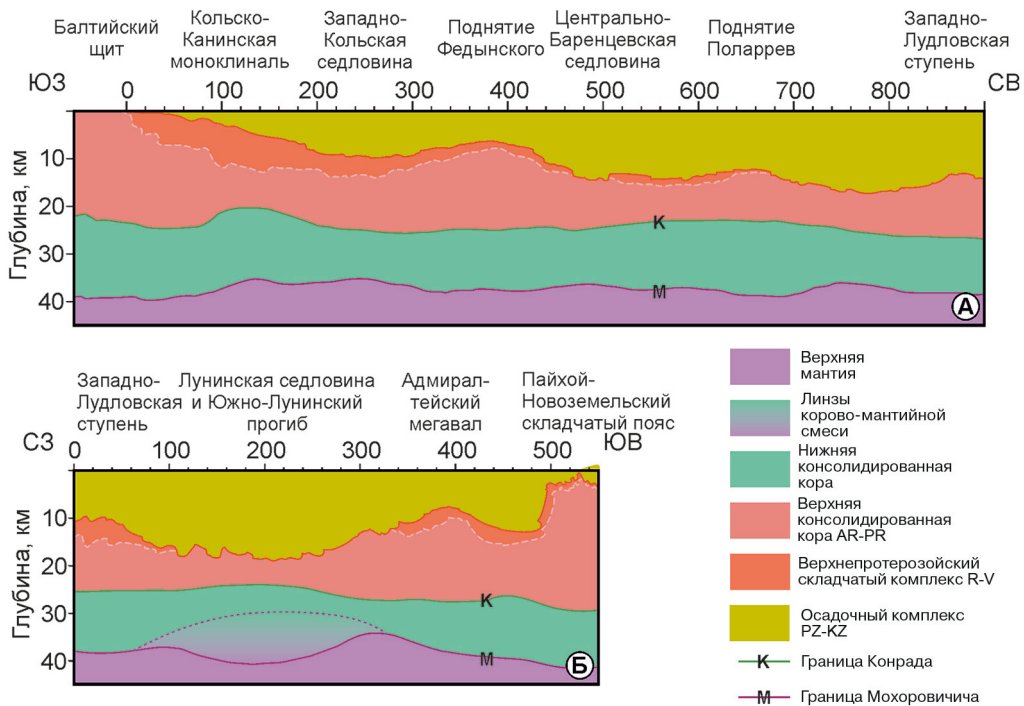 Балтийский
щит
Кольско-
Канинская
моноклиналь
Западно-
Кольская
седловина
Поднятие
Федынского
Центрально-
Баренцевская
седловина
Поднятие
Поларрев
Западно-
Лудловская
ступень
ЮЗ
СВ
0 100 200 300 400 500 600 700 800
Глубина, км
10
20
30
40
К
М
А
Западно-
Лудловская
ступень
Лунинская седловина
и Южно-Лунинский
прогиб
Адмирал-
тейский
мегавал
Пайхой-
Новоземельский
складчатый пояс
СЗ
ЮВ
0 100 200 300 400 500
Глубина, км
10
20
30
40
К
М
Б
Верхняя
мантия
Линзы
корово-мантийной
смеси
Нижняя
консолидированная
кора
Верхняя
консолидированная
кора AR-PR
Верхнепротерозойский
складчатый комплекс R-V
Осадочный комплекс
PZ-KZ
К Граница Конрада
М Граница Мохоровичича